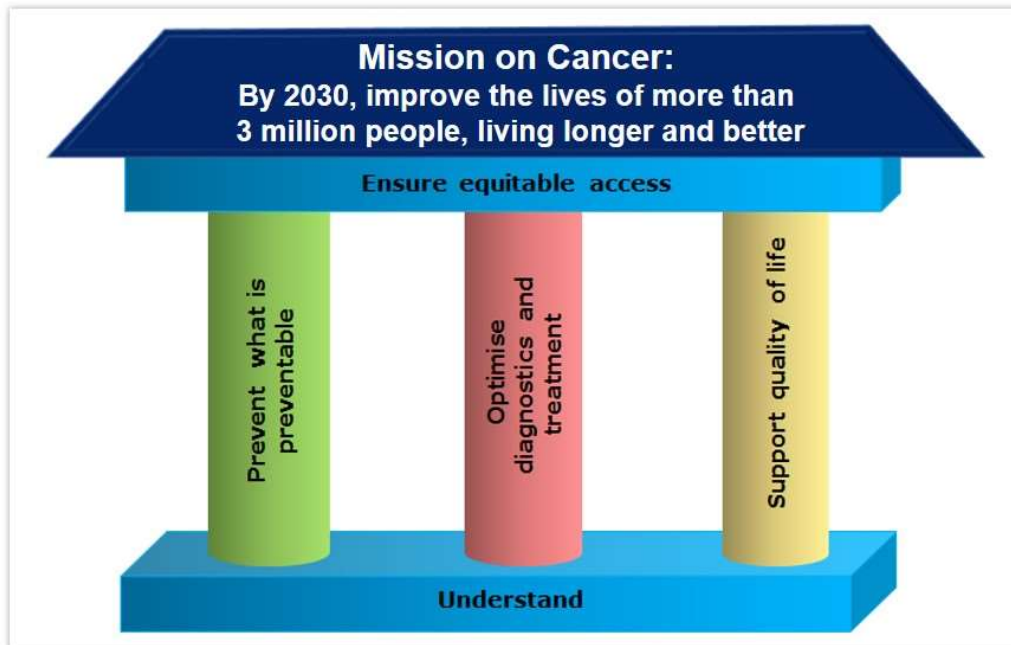 Mission on Cancer:
By 2030, improve the lives of more than
3 million people, living longer and better
Ensure equitable access
Prevent what is
preventable
Optimise
diagnostics and
treatment
Support quality of life
Understand